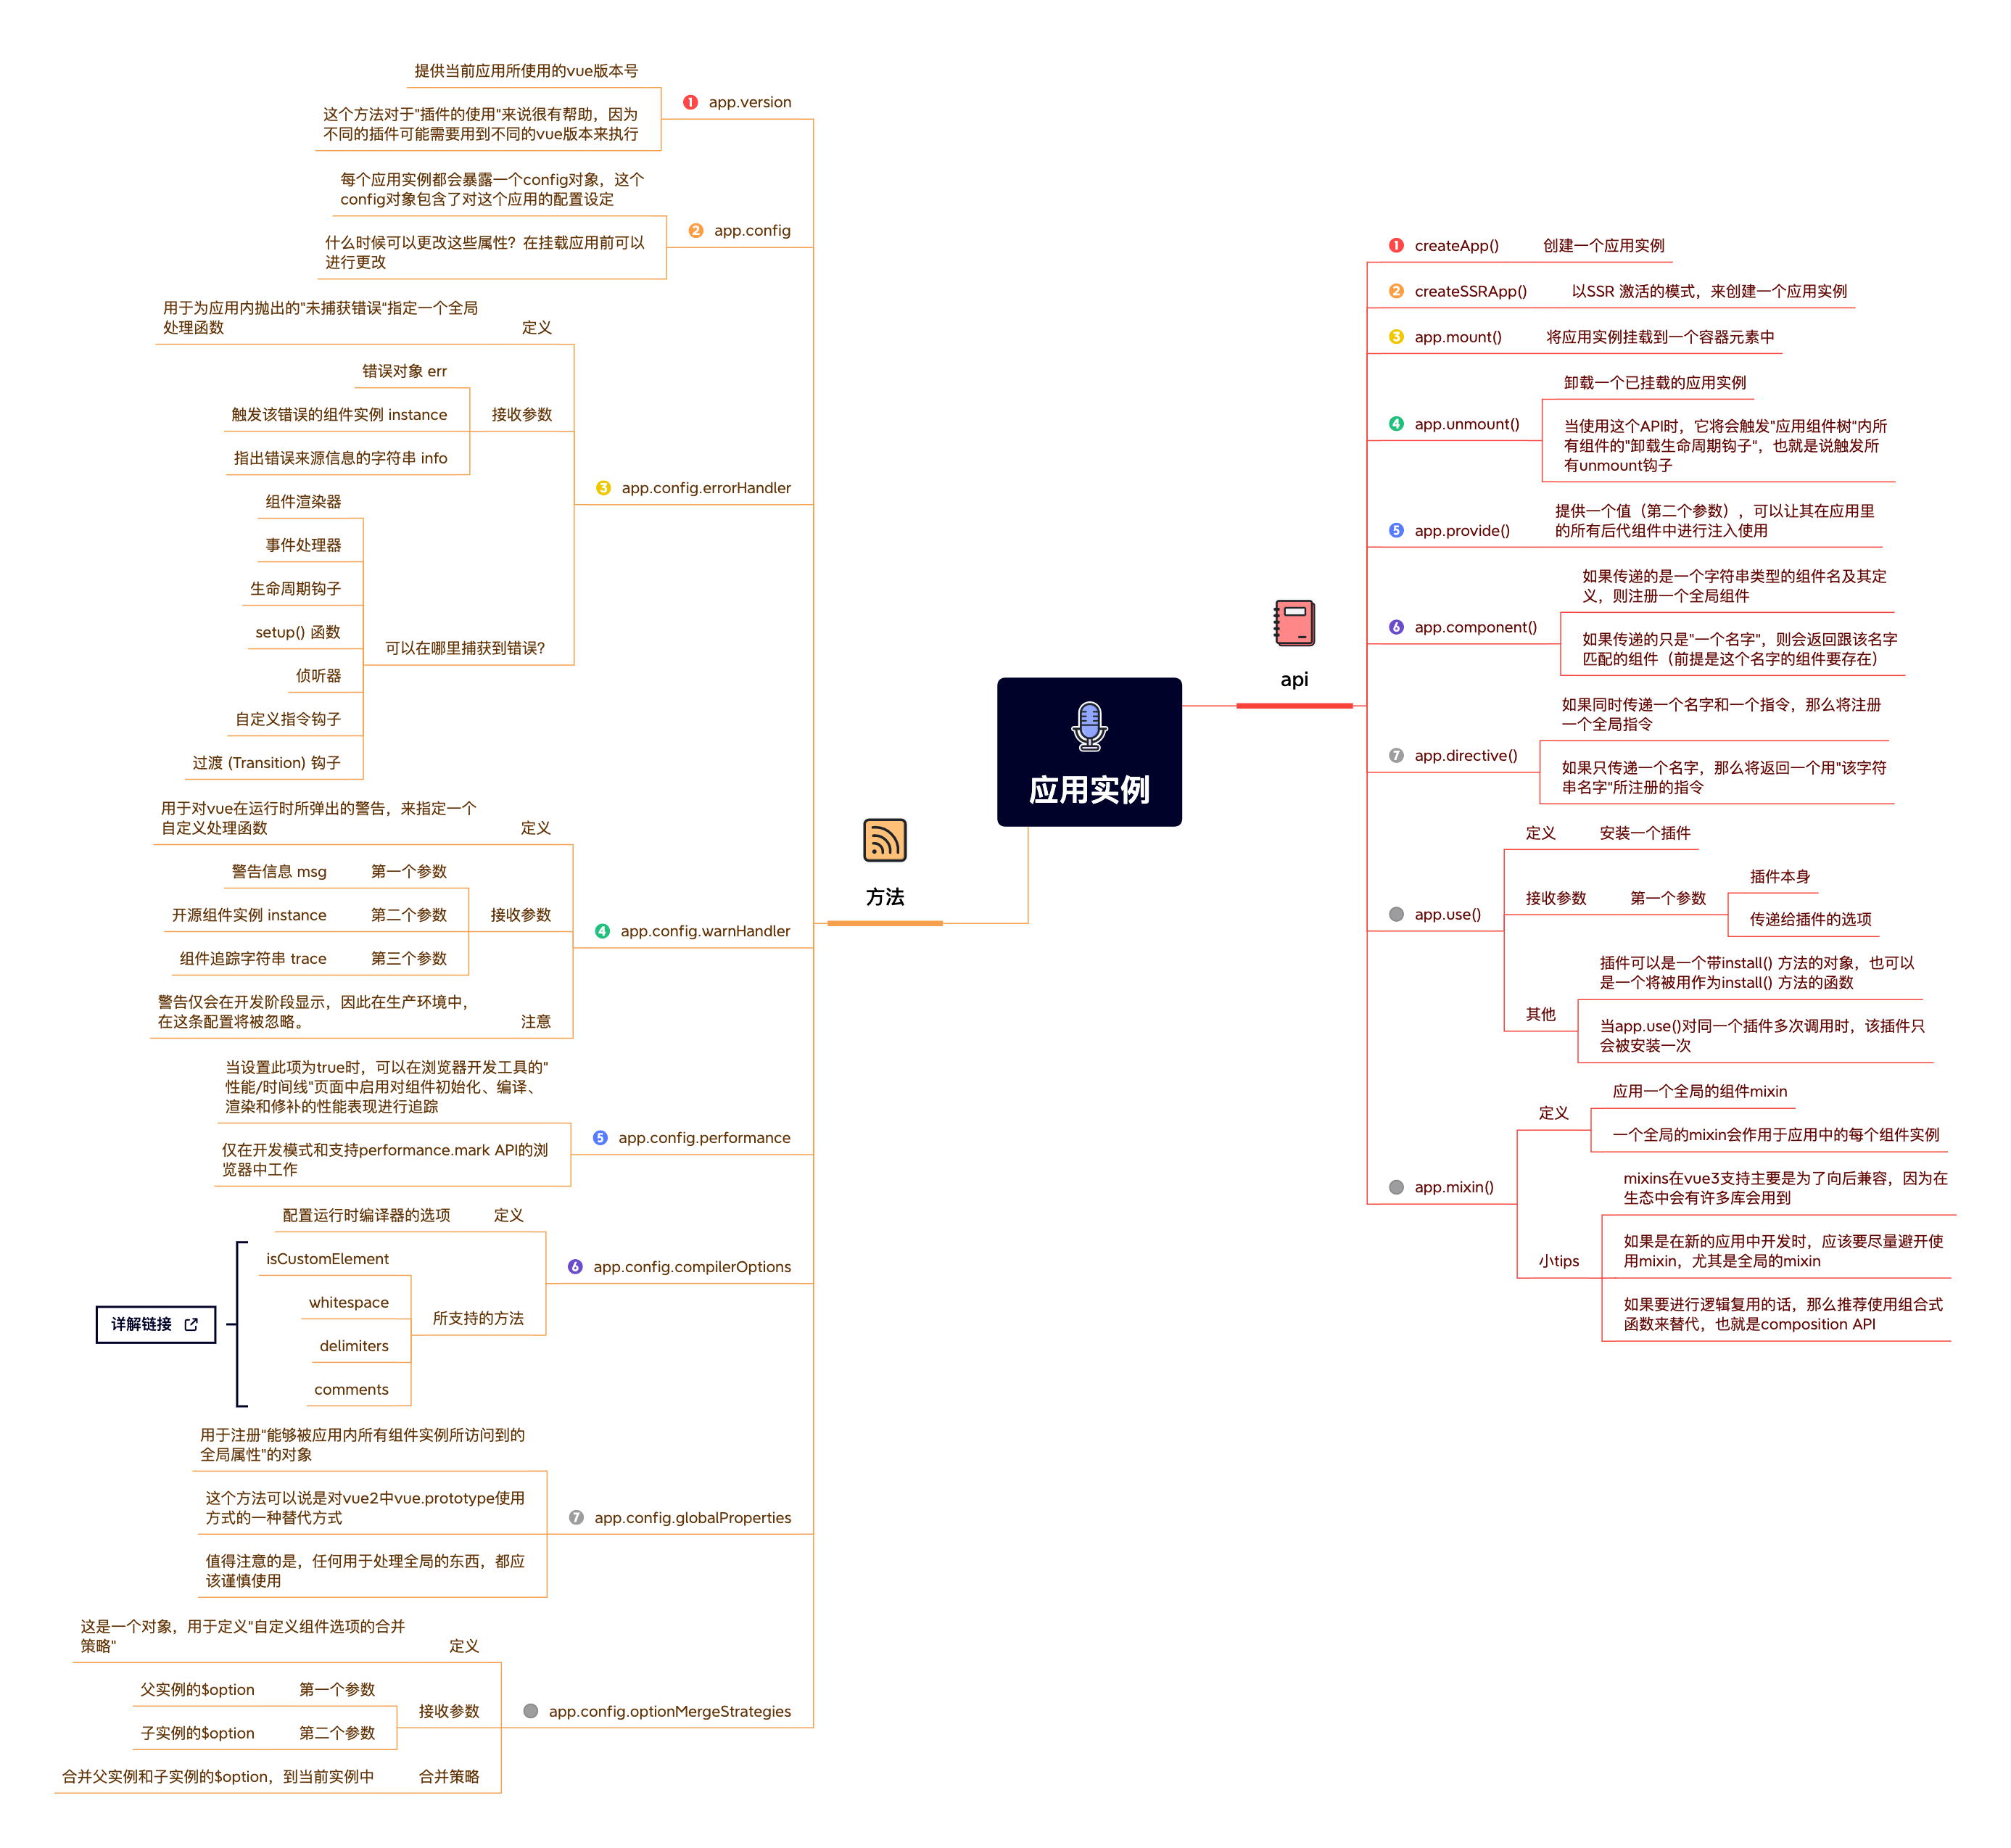 应用实例
api
createApp()
创建一个应用实例
createSSRApp()
以SSR 激活的模式，来创建一个应用实例
app.mount()
将应用实例挂载到一个容器元素中
app.unmount()
卸载一个已挂载的应用实例
当使用这个API时，它将会触发"应用组件树"内所
有组件的"卸载生命周期钩子"，也就是说触发所
有unmount钩子
app.provide()
提供一个值（第二个参数），可以让其在应用里
的所有后代组件中进行注入使用
app.component()
如果传递的是一个字符串类型的组件名及其定
义，则注册一个全局组件
如果传递的只是"一个名字"，则会返回跟该名字
匹配的组件（前提是这个名字的组件要存在）
app.directive()
如果同时传递一个名字和一个指令，那么将注册
一个全局指令
如果只传递一个名字，那么将返回一个用"该字符
串名字"所注册的指令
app.use()
定义
安装一个插件
接收参数
第一个参数
插件本身
传递给插件的选项
其他
插件可以是一个带install() 方法的对象，也可以
是一个将被用作为install() 方法的函数
当app.use()对同一个插件多次调用时，该插件只
会被安装一次
app.mixin()
定义
应用一个全局的组件mixin
一个全局的mixin会作用于应用中的每个组件实例
小tips
mixins在vue3支持主要是为了向后兼容，因为在
生态中会有许多库会用到
如果是在新的应用中开发时，应该要尽量避开使
用mixin，尤其是全局的mixin
如果要进行逻辑复用的话，那么推荐使用组合式
函数来替代，也就是composition API
方法
app.version
提供当前应用所使用的vue版本号
这个方法对于"插件的使用"来说很有帮助，因为
不同的插件可能需要用到不同的vue版本来执行
app.config
每个应用实例都会暴露一个config对象，这个
config对象包含了对这个应用的配置设定
什么时候可以更改这些属性？在挂载应用前可以
进行更改
app.config.errorHandler
定义
用于为应用内抛出的"未捕获错误"指定一个全局
处理函数
接收参数
错误对象 err
触发该错误的组件实例 instance
指出错误来源信息的字符串 info
可以在哪里捕获到错误？
组件渲染器
事件处理器
生命周期钩子
setup() 函数
侦听器
自定义指令钩子
过渡 (Transition) 钩子
app.config.warnHandler
定义
用于对vue在运行时所弹出的警告，来指定一个
自定义处理函数
接收参数
第一个参数
警告信息 msg
第二个参数
开源组件实例 instance
第三个参数
组件追踪字符串 trace
注意
警告仅会在开发阶段显示，因此在生产环境中，
在这条配置将被忽略。
app.config.performance
当设置此项为true时，可以在浏览器开发工具的"
性能/时间线"页面中启用对组件初始化、编译、
渲染和修补的性能表现进行追踪
仅在开发模式和支持performance.mark API的浏
览器中工作
app.config.compilerOptions
定义
配置运行时编译器的选项
所支持的方法
isCustomElement
whitespace
delimiters
comments
详解链接
app.config.globalProperties
用于注册"能够被应用内所有组件实例所访问到的
全局属性"的对象
这个方法可以说是对vue2中vue.prototype使用
方式的一种替代方式
值得注意的是，任何用于处理全局的东西，都应
该谨慎使用
app.config.optionMergeStrategies
定义
这是一个对象，用于定义"自定义组件选项的合并
策略"
接收参数
第一个参数
父实例的$option
第二个参数
子实例的$option
合并策略
合并父实例和子实例的$option，到当前实例中